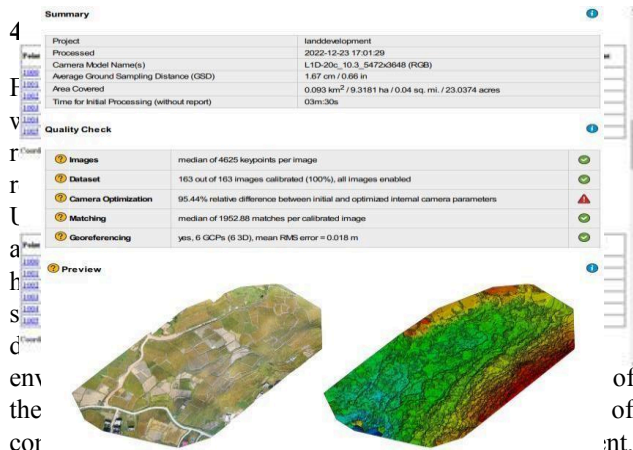 Summary
Project landdevelopment
Processed 2022-12-23 17:01:29
Camera Model Name(s) L1D-20c_10.3_5472x3648 (RGB)
Average Ground Sampling Distance (GSD) 1.67 cm / 0.66 in
Area Covered 0.093 km² / 9.3181 ha / 0.04 sq. mi. / 23.0374 acres
Time for Initial Processing (without report) 03m:30s
Quality Check
Images median of 4625 keypoints per image
Dataset 163 out of 163 images calibrated (100%), all images enabled
Camera Optimization 95.44% relative difference between initial and optimized internal camera parameters
Matching median of 1952.88 matches per calibrated image
Georeferencing yes, 6 GCPs (6 3D), mean RMS error = 0.018 m
Preview
of
the of